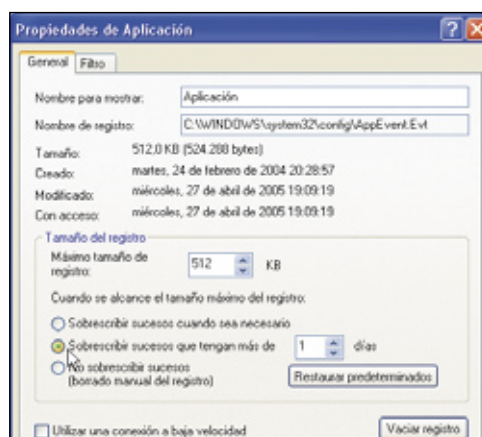 Propiedades de Aplicación
General Filtro
Nombre para mostrar: Aplicación
Nombre de registro: C:\WINDOWS\system32\config\AppEvent.Evt
Tamaño: 512,0 KB (524.288 bytes)
Creado: martes, 24 de febrero de 2004 20:28:57
Modificado: miércoles, 27 de abril de 2005 19:09:19
Con acceso: miércoles, 27 de abril de 2005 19:09:19
Tamaño del registro
Máximo tamaño de
registro: 512 KB
Cuando se alcance el tamaño máximo del registro:
Sobrescribir sucesos cuando sea necesario
Sobrescribir sucesos que tengan más de 1 días
No sobrescribir sucesos
(borrado manual del registro) Restaurar predeterminados
Utilizar una conexión a baja velocidad Vaciar registro